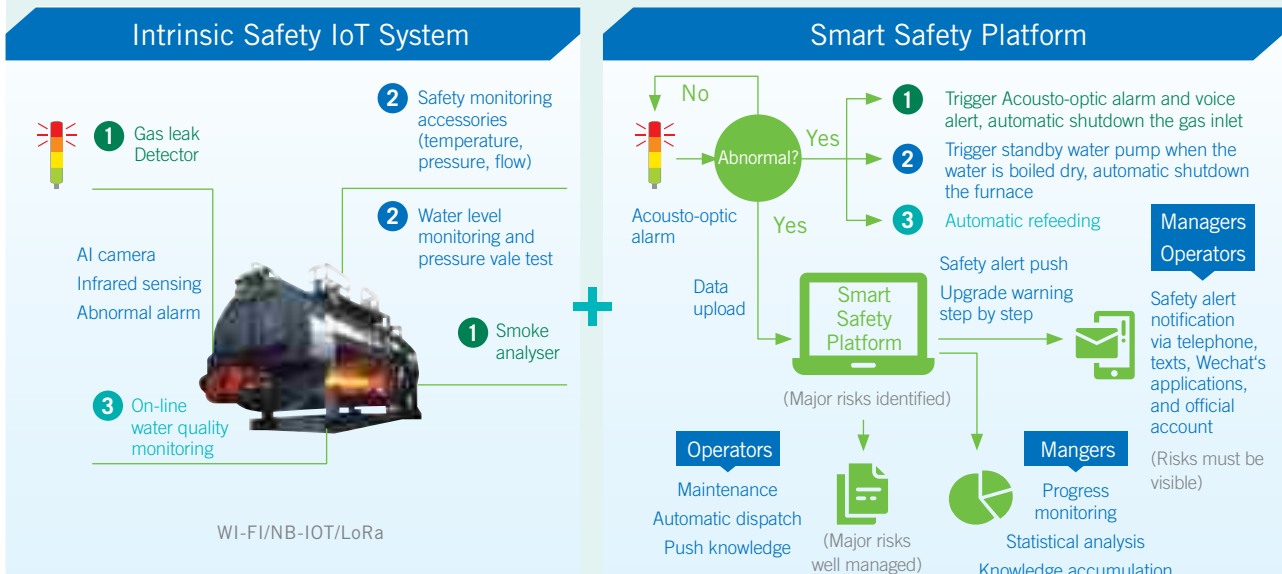 Intrinsic Safety IoT System
1
Gas leak
Detector
2
Safety monitoring
accessories
(temperature,
pressure, flow)
2
Water level
monitoring and
pressure vale test
AI camera
Infrared sensing
Abnormal alarm
1
Smoke
analyser
3
On-line
water quality
monitoring
WI-FI/NB-IOT/LoRa
+
Smart Safety Platform
No
Abnormal?
Yes
Yes
Acousto-optic
alarm
1
Trigger Acousto-optic alarm and voice
alert, automatic shutdown the gas inlet
2
Trigger standby water pump when the
water is boiled dry, automatic shutdown
the furnace
3
Automatic refeeding
Data
upload
Smart
Safety
Platform
(Major risks identified)
Safety alert push
Upgrade warning
step by step
Managers
Operators
Safety alert
notification
via telephone,
texts, Wechat's
applications,
and official
account
(Risks must be
visible)
Operators
Maintenance
Automatic dispatch
Push knowledge
(Major risks
well managed)
Mangers
Progress
monitoring
Statistical analysis
Knowledge accumulation